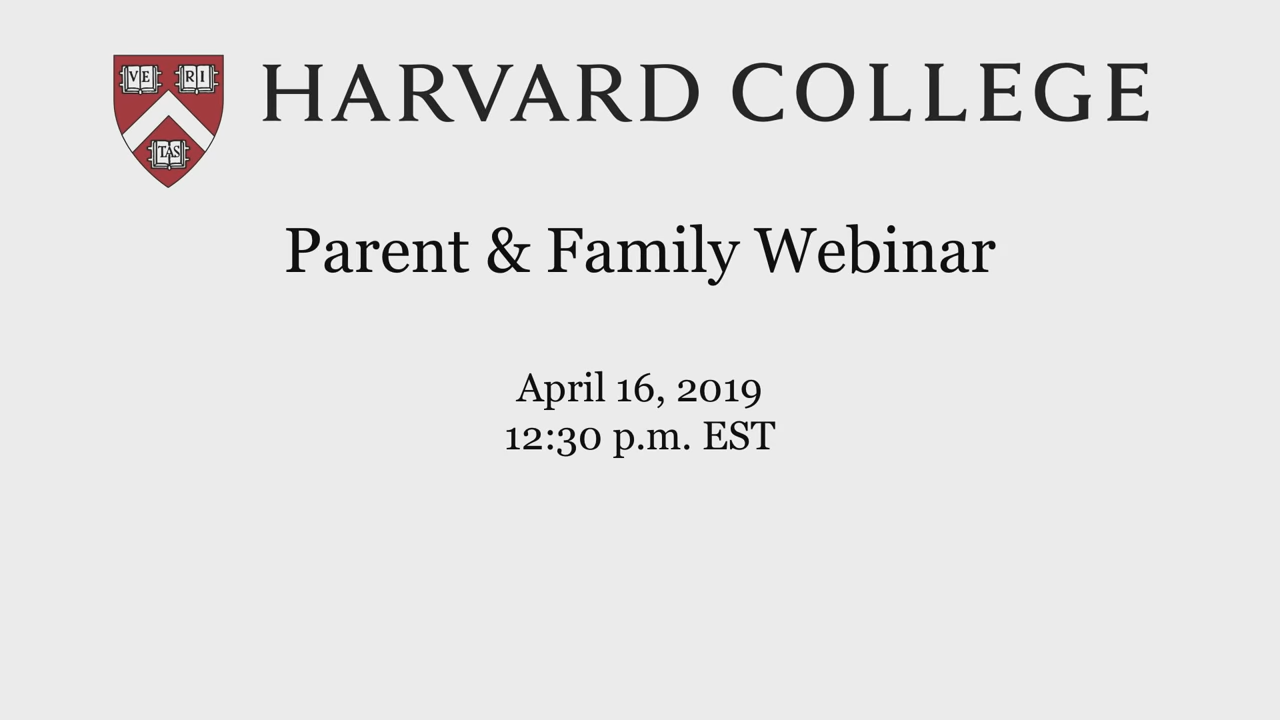 VE RI
TAS
HARVARD COLLEGE
Parent & Family Webinar
April 16, 2019
12:30 p.m. EST